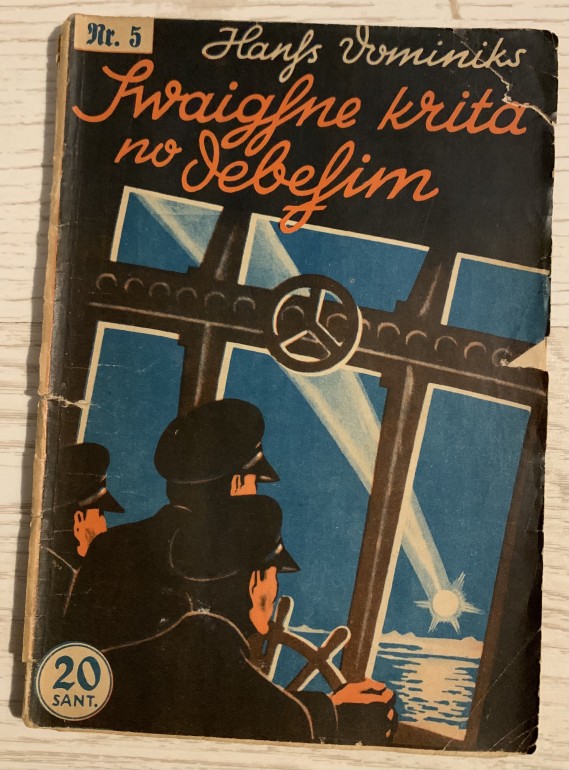 Nr. 5
Hanſs Dominiks
Swaigſne krita
no debeſim
20
SANT.